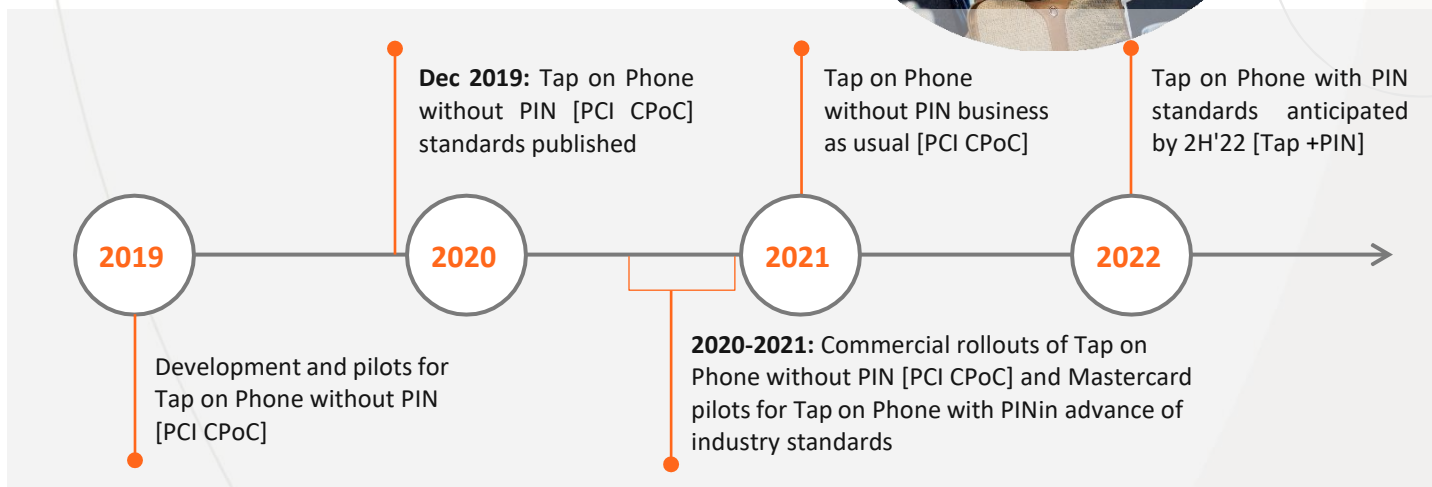 Dec 2019: Tap on Phone
without PIN [PCI CPoC]
standards published
Tap on Phone
without PIN business
as usual [PCI CPoC]
Tap on Phone with PIN
standards anticipated
by 2H'22 [Tap +PIN]
2019
2020
2021
2022
Development and pilots for
Tap on Phone without PIN
[PCI CPoC]
2020-2021: Commercial rollouts of Tap on
Phone without PIN [PCI CPoC] and Mastercard
pilots for Tap on Phone with PINin advance of
industry standards